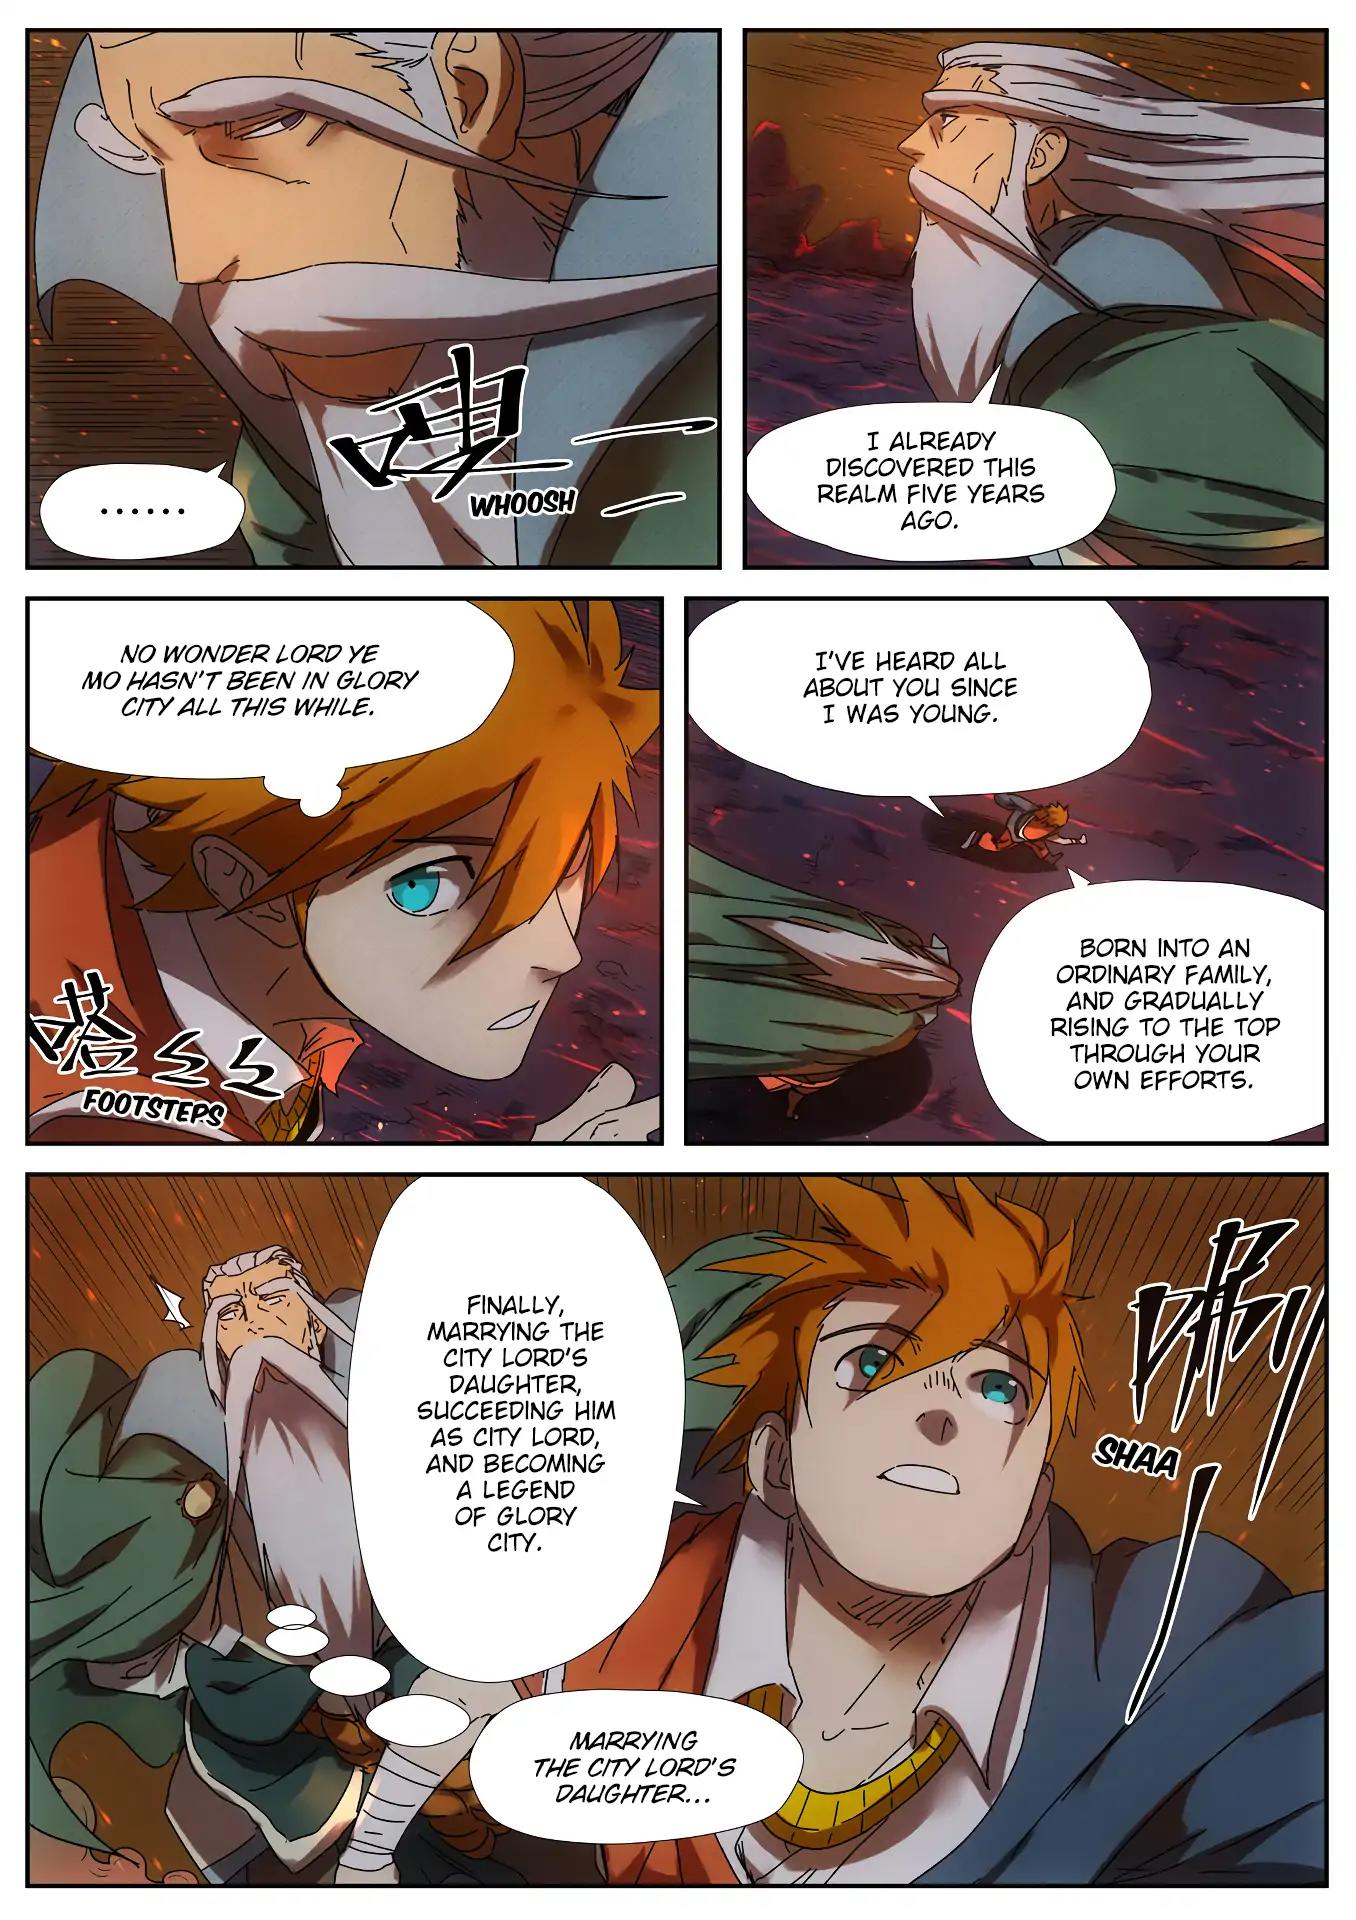 ......
嗖
WHOOSH
I ALREADY
DISCOVERED THIS
REALM FIVE YEARS
AGO.
NO WONDER LORD YE
MO HASN'T BEEN IN GLORY
CITY ALL THIS WHILE.
嗒
FOOTSTEPS
I'VE HEARD ALL
ABOUT YOU SINCE
I WAS YOUNG.
BORN INTO AN
ORDINARY FAMILY,
AND GRADUALLY
RISING TO THE TOP
THROUGH YOUR
OWN EFFORTS.
FINALLY,
MARRYING THE
CITY LORD'S
DAUGHTER,
SUCCEEDING HIM
AS CITY LORD,
AND BECOMING
A LEGEND
OF GLORY
CITY.
SHAA
MARRYING
THE CITY LORD'S
DAUGHTER...